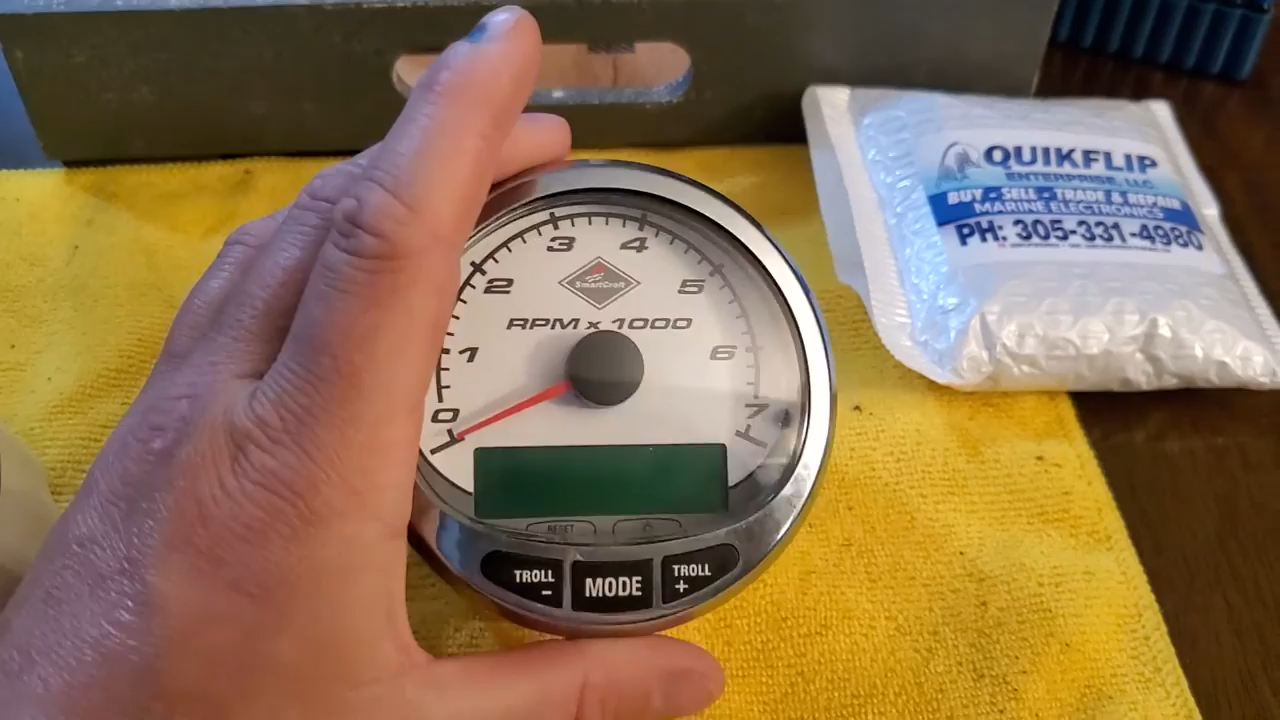 3 4
2 5
SmartCraft
RPM x 1000
1 6
0 7
RESET
TROLL
-
MODE
TROLL
+
QUIKFLIP
ENTERPRISE, LLC
BUY - SELL - TRADE & REPAIR
MARINE ELECTRONICS
PH: 305-331-4980